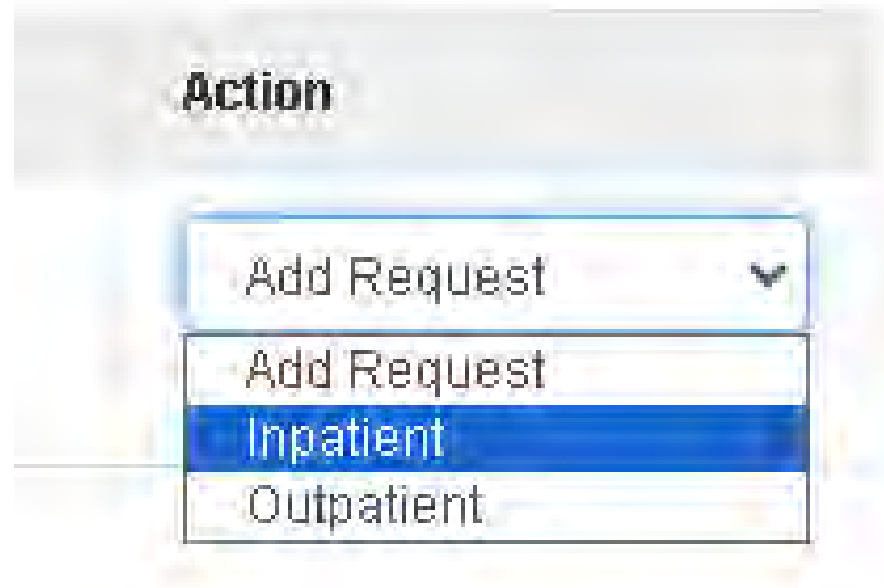 Action
Add Request
Add Request
Inpatient
Outpatient